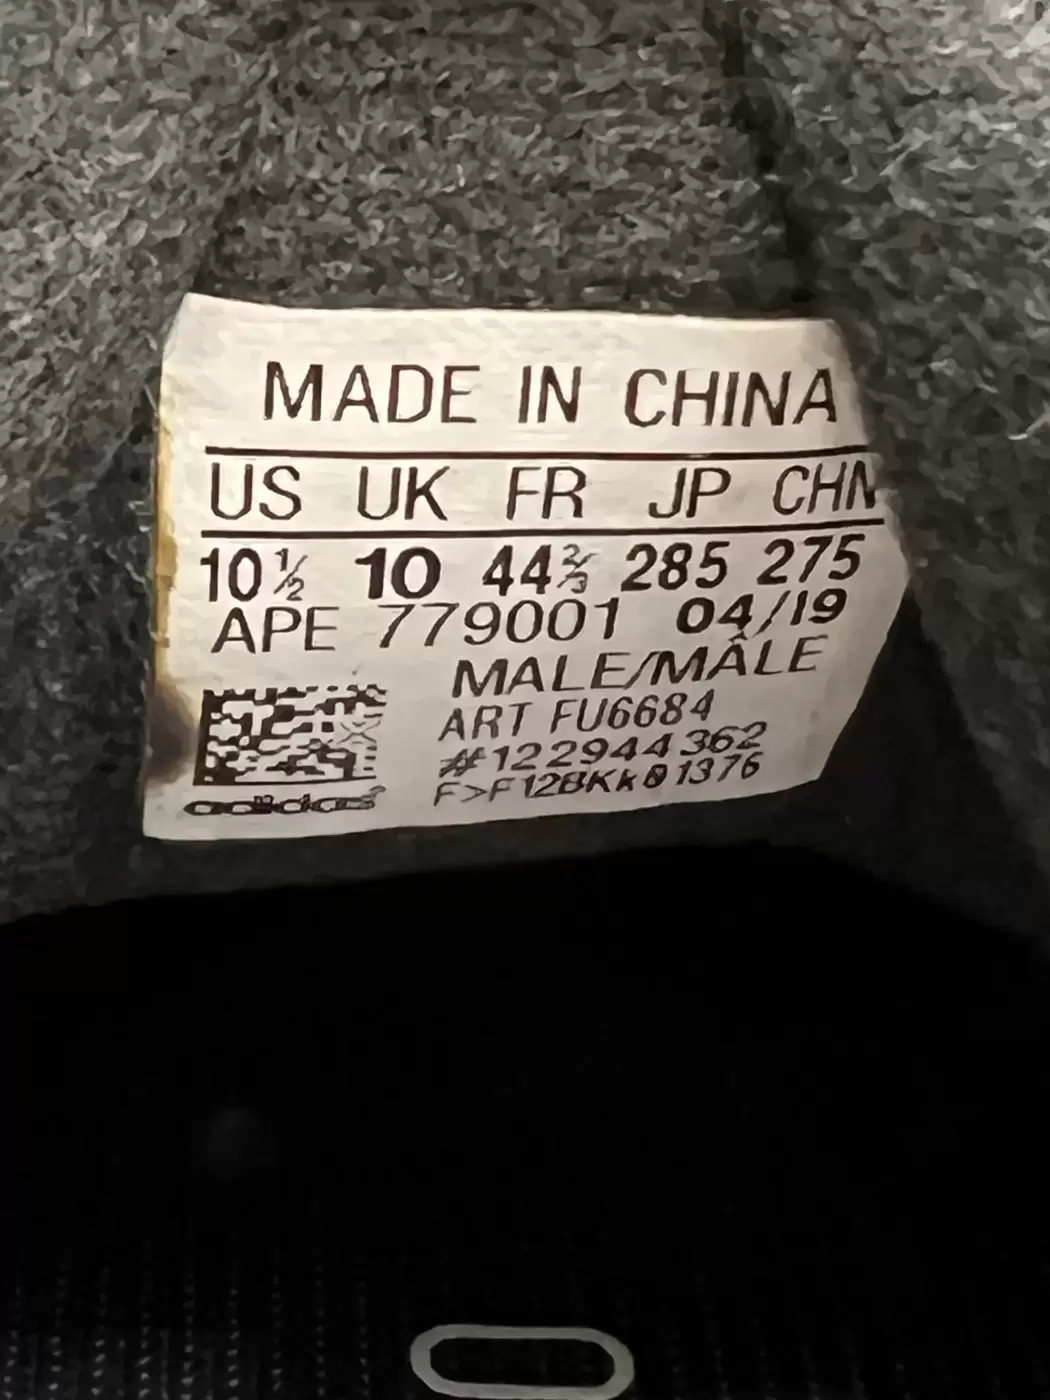 MADE IN CHINA
US UK FR JP CHN
10½ 10 44⅔ 285 275
APE 779001 04/19
MALE/MÂLE
ART FU6684
#122944362
adidas